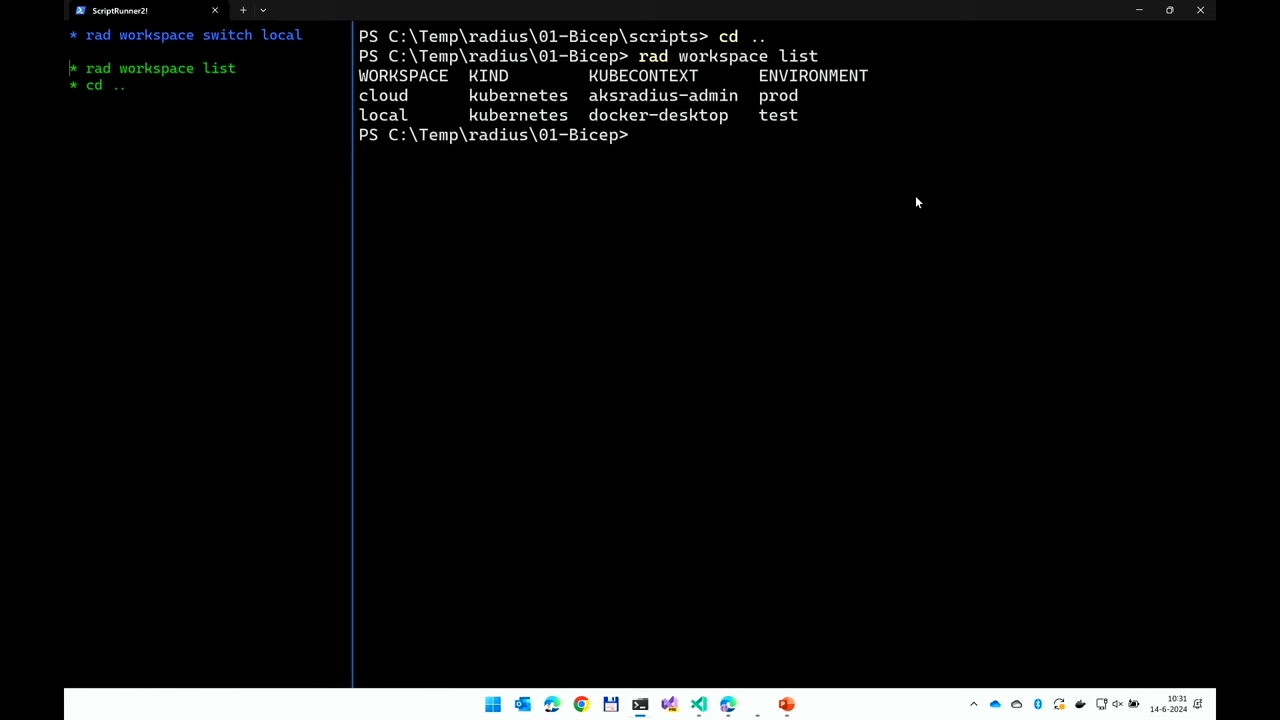 ScriptRunner2!
* rad workspace switch local
* rad workspace list
* cd ..
PS C:\Temp\radius\01-Bicep\scripts> cd ..
PS C:\Temp\radius\01-Bicep> rad workspace list
WORKSPACE  KIND        KUBECONTEXT      ENVIRONMENT
cloud      kubernetes  aksradius-admin  prod
local      kubernetes  docker-desktop   test
PS C:\Temp\radius\01-Bicep>
10:31
14-6-2024